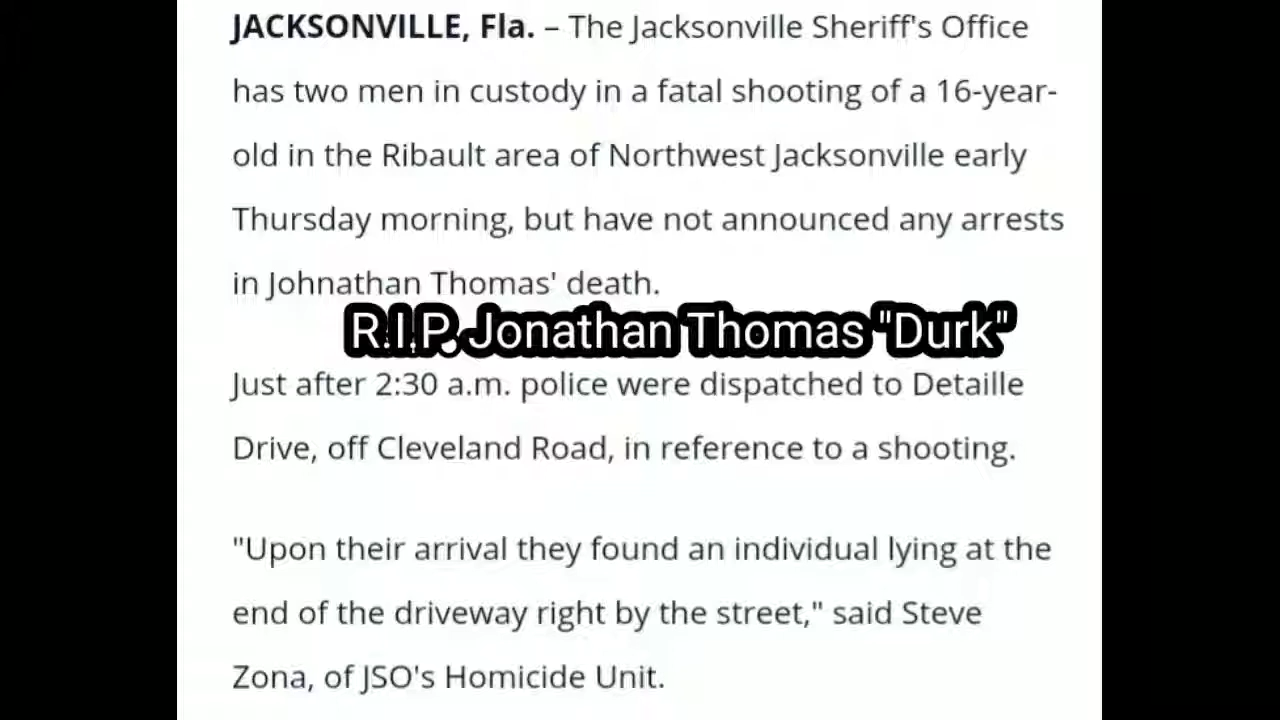 JACKSONVILLE, Fla. – The Jacksonville Sheriff's Office
has two men in custody in a fatal shooting of a 16-year-
old in the Ribault area of Northwest Jacksonville early
Thursday morning, but have not announced any arrests
in Johnathan Thomas' death.
R.I.P. Jonathan Thomas "Durk"
Just after 2:30 a.m. police were dispatched to Detaille
Drive, off Cleveland Road, in reference to a shooting.
"Upon their arrival they found an individual lying at the
end of the driveway right by the street," said Steve
Zona, of JSO's Homicide Unit.